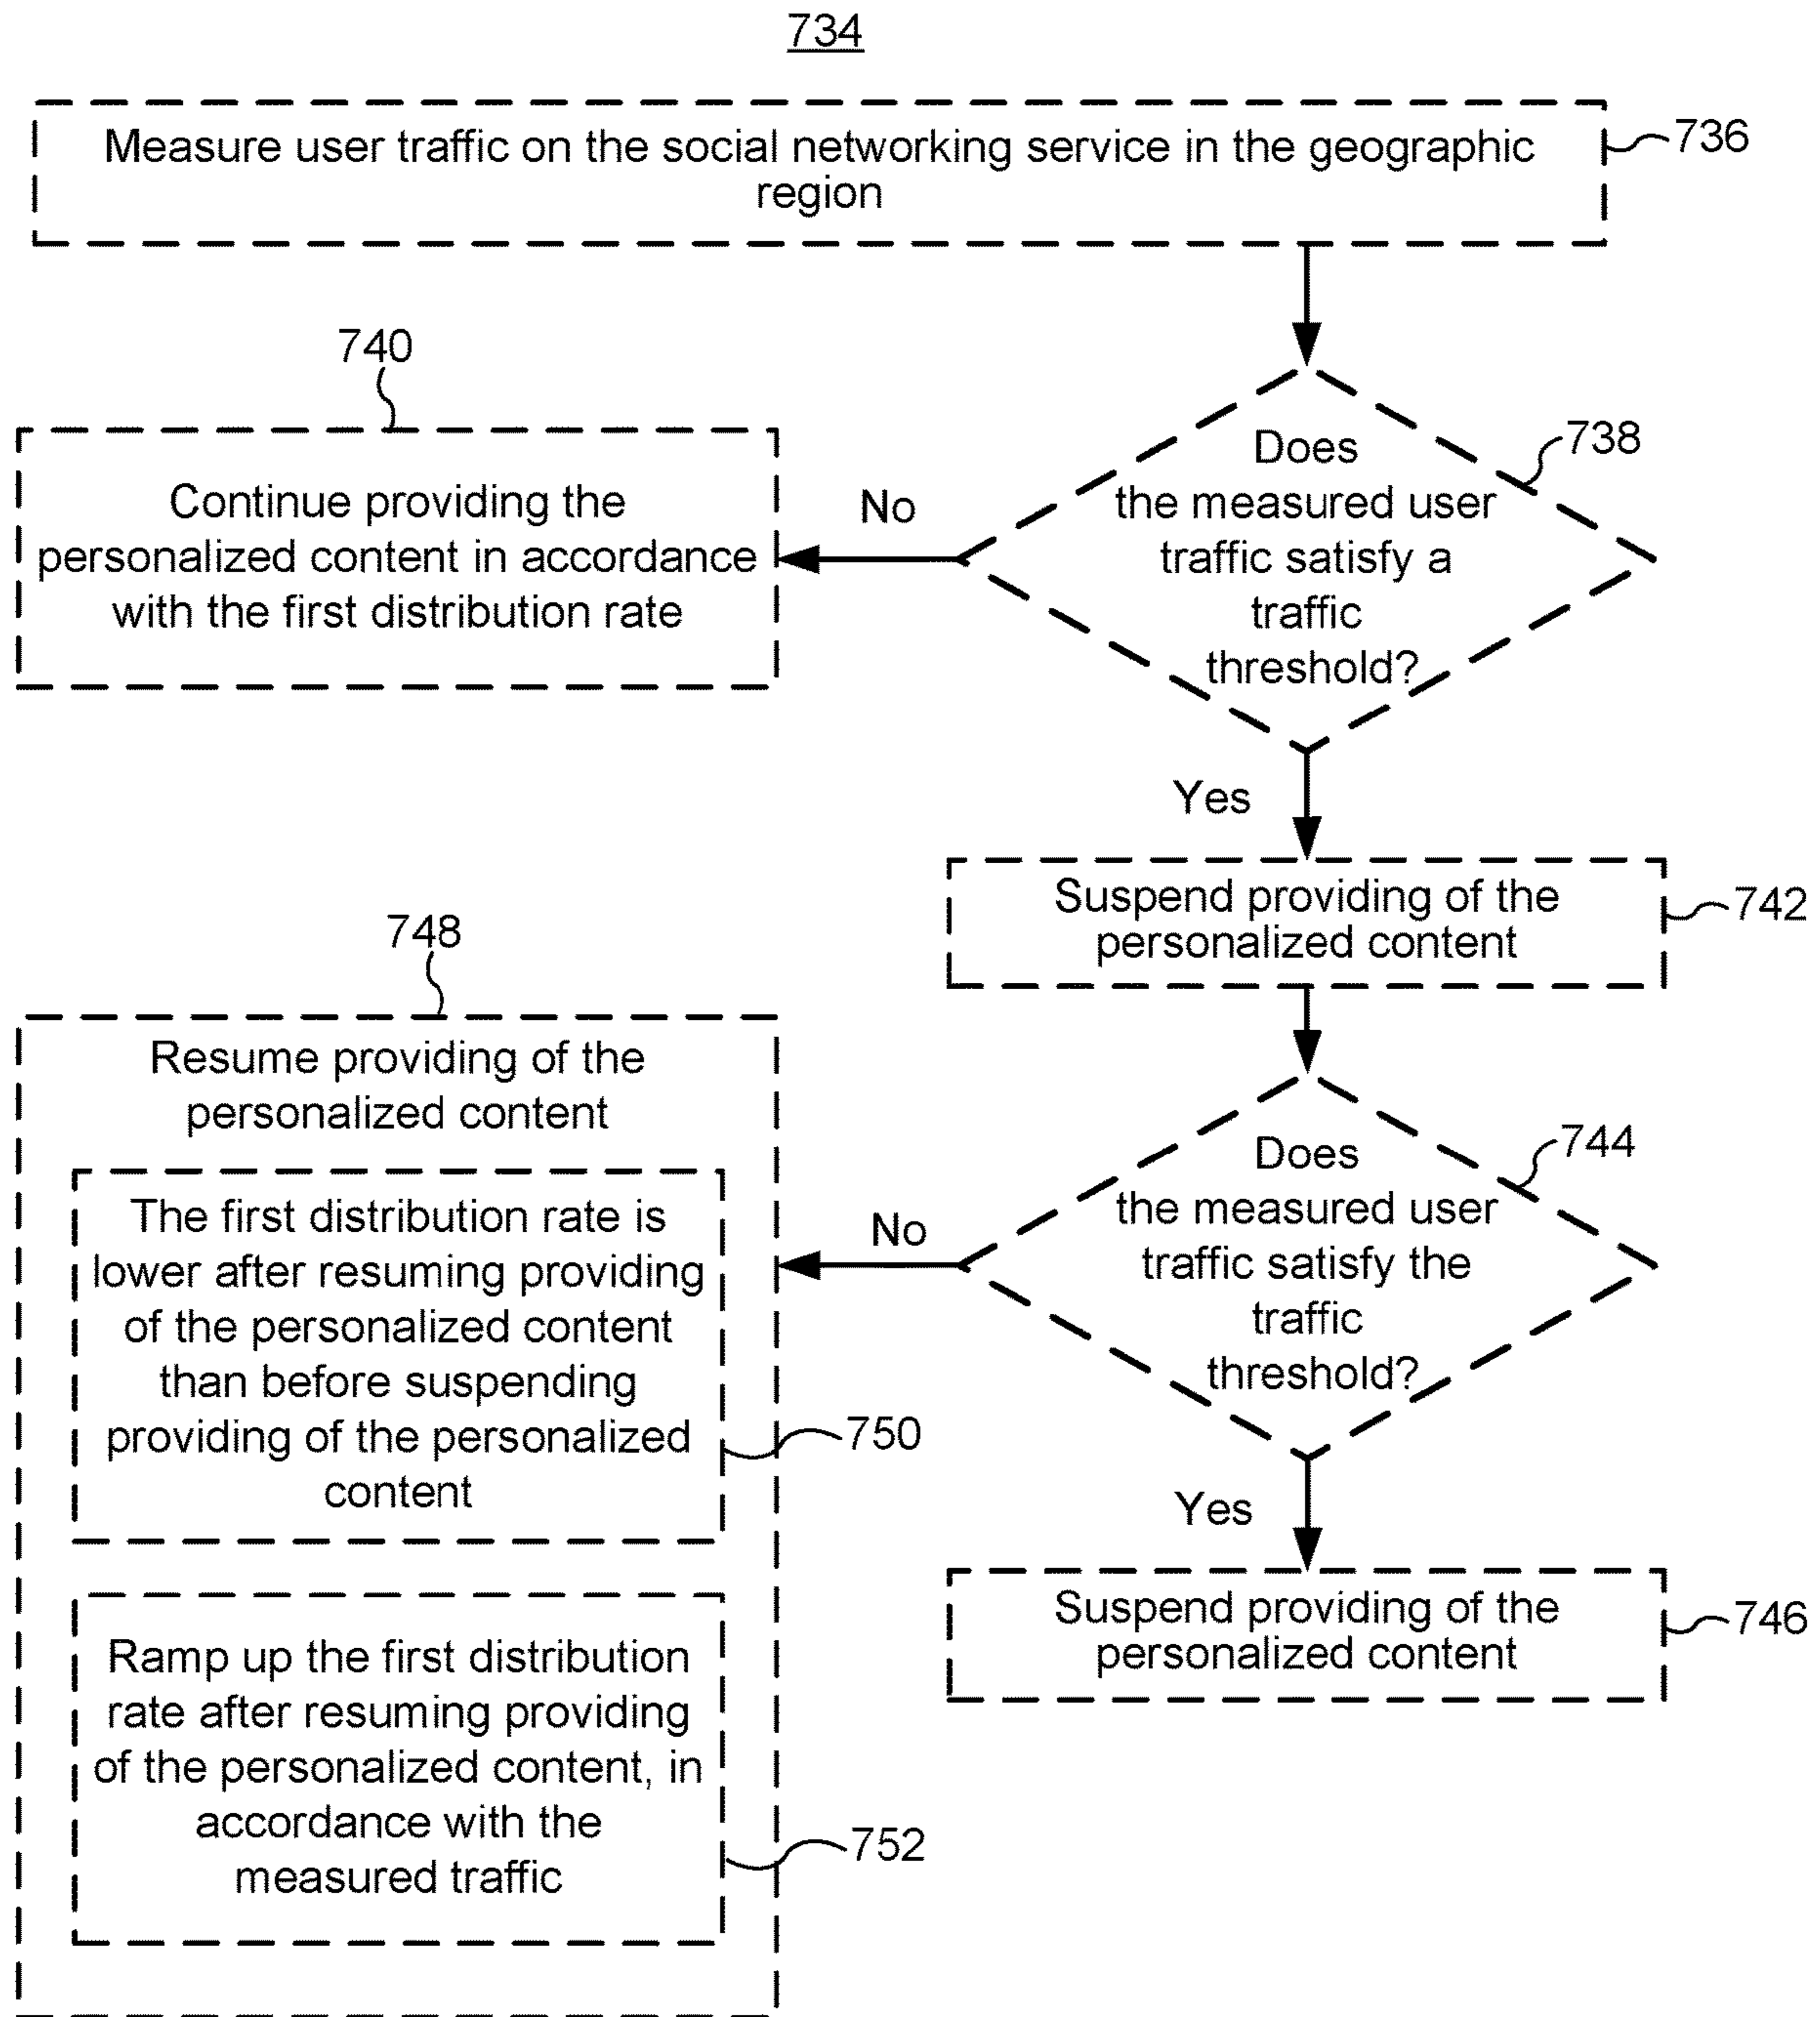 734
Measure user traffic on the social networking service in the geographic
region
736
740
Continue providing the
personalized content in accordance
with the first distribution rate
No
Does
the measured user
traffic satisfy a
traffic
threshold?
738
Yes
Suspend providing of the
personalized content
742
748
Resume providing of the
personalized content
The first distribution rate is
lower after resuming providing
of the personalized content
than before suspending
providing of the personalized
content
750
Ramp up the first distribution
rate after resuming providing
of the personalized content, in
accordance with the
measured traffic
752
No
Does
the measured user
traffic satisfy the
traffic
threshold?
744
Yes
Suspend providing of the
personalized content
746